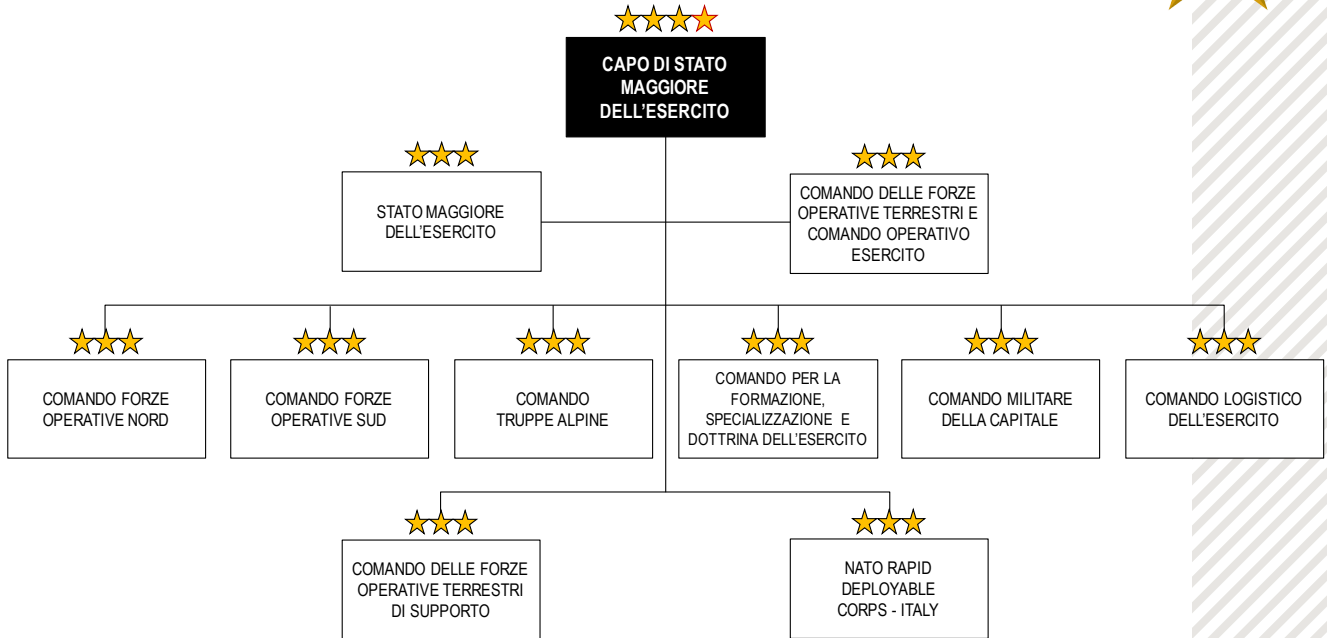 CAPO DI STATO
MAGGIORE
DELL'ESERCITO
STATO MAGGIORE
DELL'ESERCITO
COMANDO DELLE FORZE
OPERATIVE TERRESTRI E
COMANDO OPERATIVO
ESERCITO
COMANDO FORZE
OPERATIVE NORD
COMANDO FORZE
OPERATIVE SUD
COMANDO
TRUPPE ALPINE
COMANDO PER LA
FORMAZIONE,
SPECIALIZZAZIONE E
DOTTRINA DELL'ESERCITO
COMANDO MILITARE
DELLA CAPITALE
COMANDO LOGISTICO
DELL'ESERCITO
COMANDO DELLE FORZE
OPERATIVE TERRESTRI
DI SUPPORTO
NATO RAPID
DEPLOYABLE
CORPS - ITALY